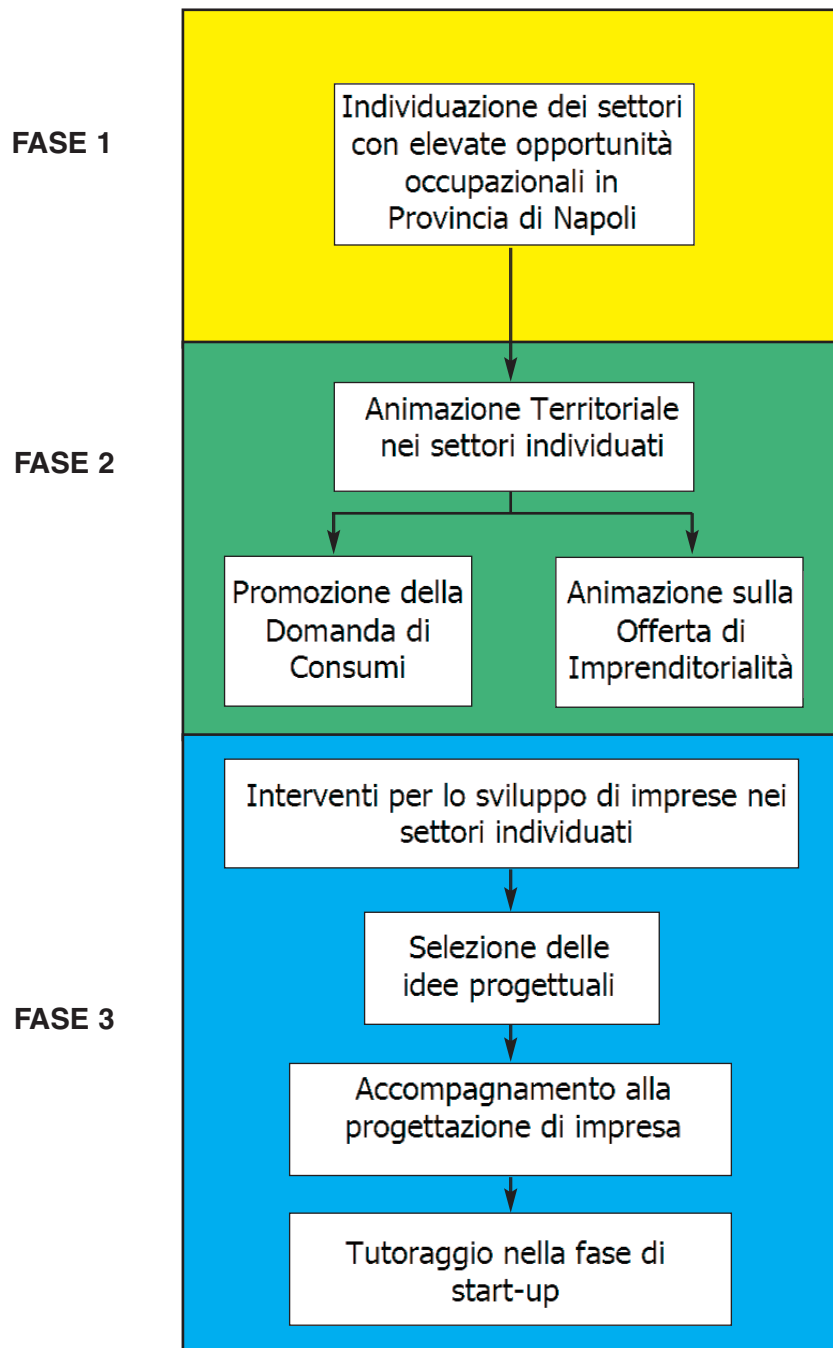 FASE 1
Individuazione dei settori
con elevate opportunità
occupazionali in
Provincia di Napoli
FASE 2
Animazione Territoriale
nei settori individuati
Promozione della
Domanda di
Consumi
Animazione sulla
Offerta di
Imprenditorialità
FASE 3
Interventi per lo sviluppo di imprese nei
settori individuati
Selezione delle
idee progettuali
Accompagnamento alla
progettazione di impresa
Tutoraggio nella fase di
start-up